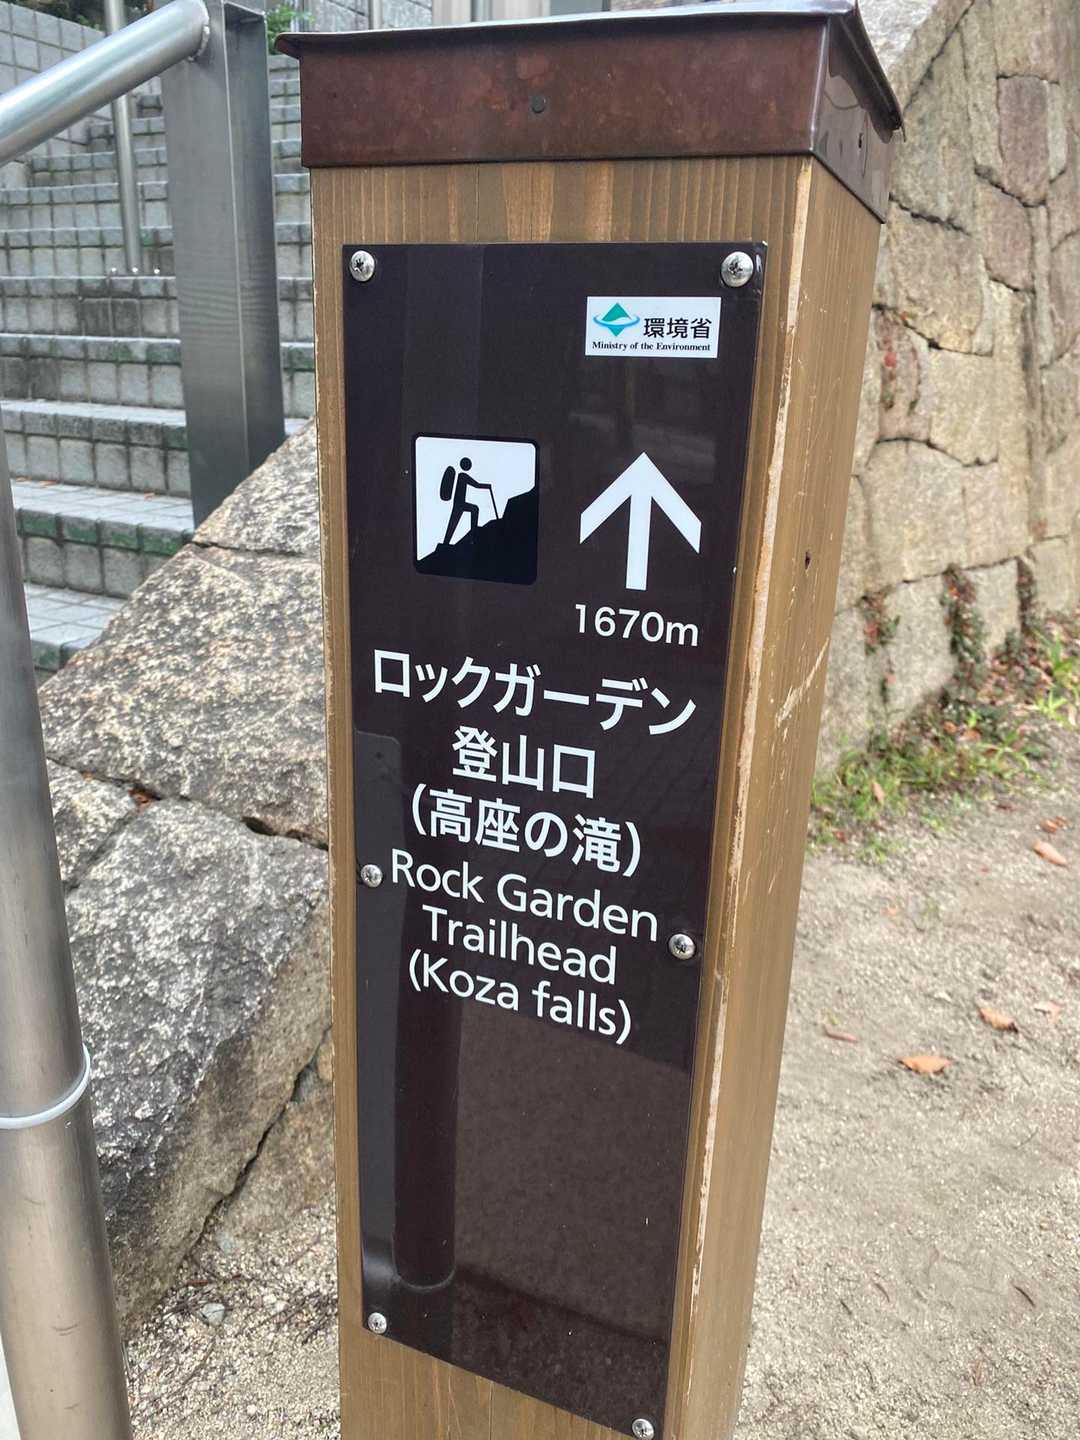 環境省
Ministry of the Environment
1670m
ロックガーデン
登山口
(高座の滝)
Rock Garden
Trailhead
(Koza falls)